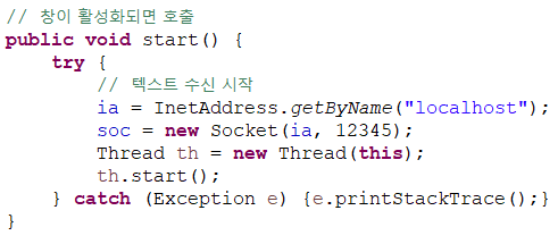 // 창이 활성화되면 호출
public void start() {
    try {
        // 텍스트 수신 시작
        ia = InetAddress.getByName("localhost");
        soc = new Socket(ia, 12345);
        Thread th = new Thread(this);
        th.start();
    } catch (Exception e) {e.printStackTrace();}
}